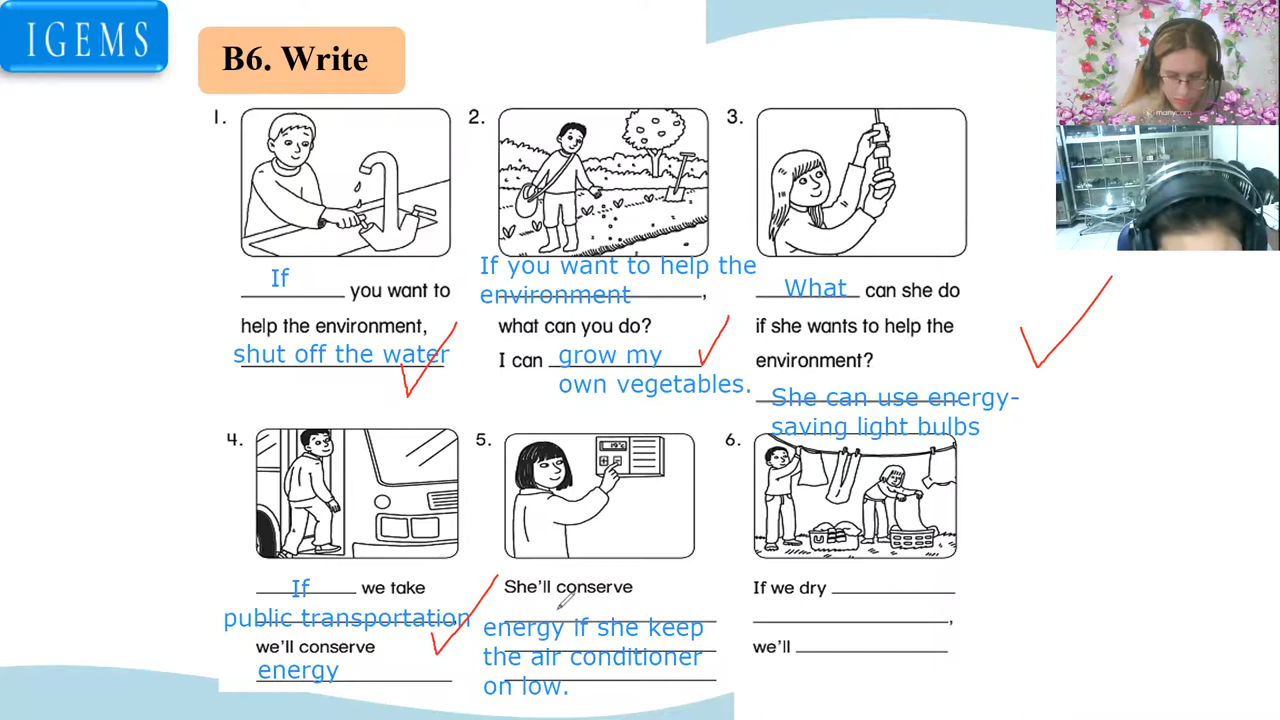 IGEMS
B6. Write
manycam
1.
2.
3.
If
you want to
help the environment,
shut off the water
If you want to help the
environment,
what can you do?
I can grow my
own vegetables.
What can she do
if she wants to help the
environment?
She can use energy-
saving light bulbs
4.
5.
19°c
6.
If we take
public transportation,
we'll conserve
energy
She'll conserve
energy if she keep
the air conditioner
on low.
If we dry
,
we'll